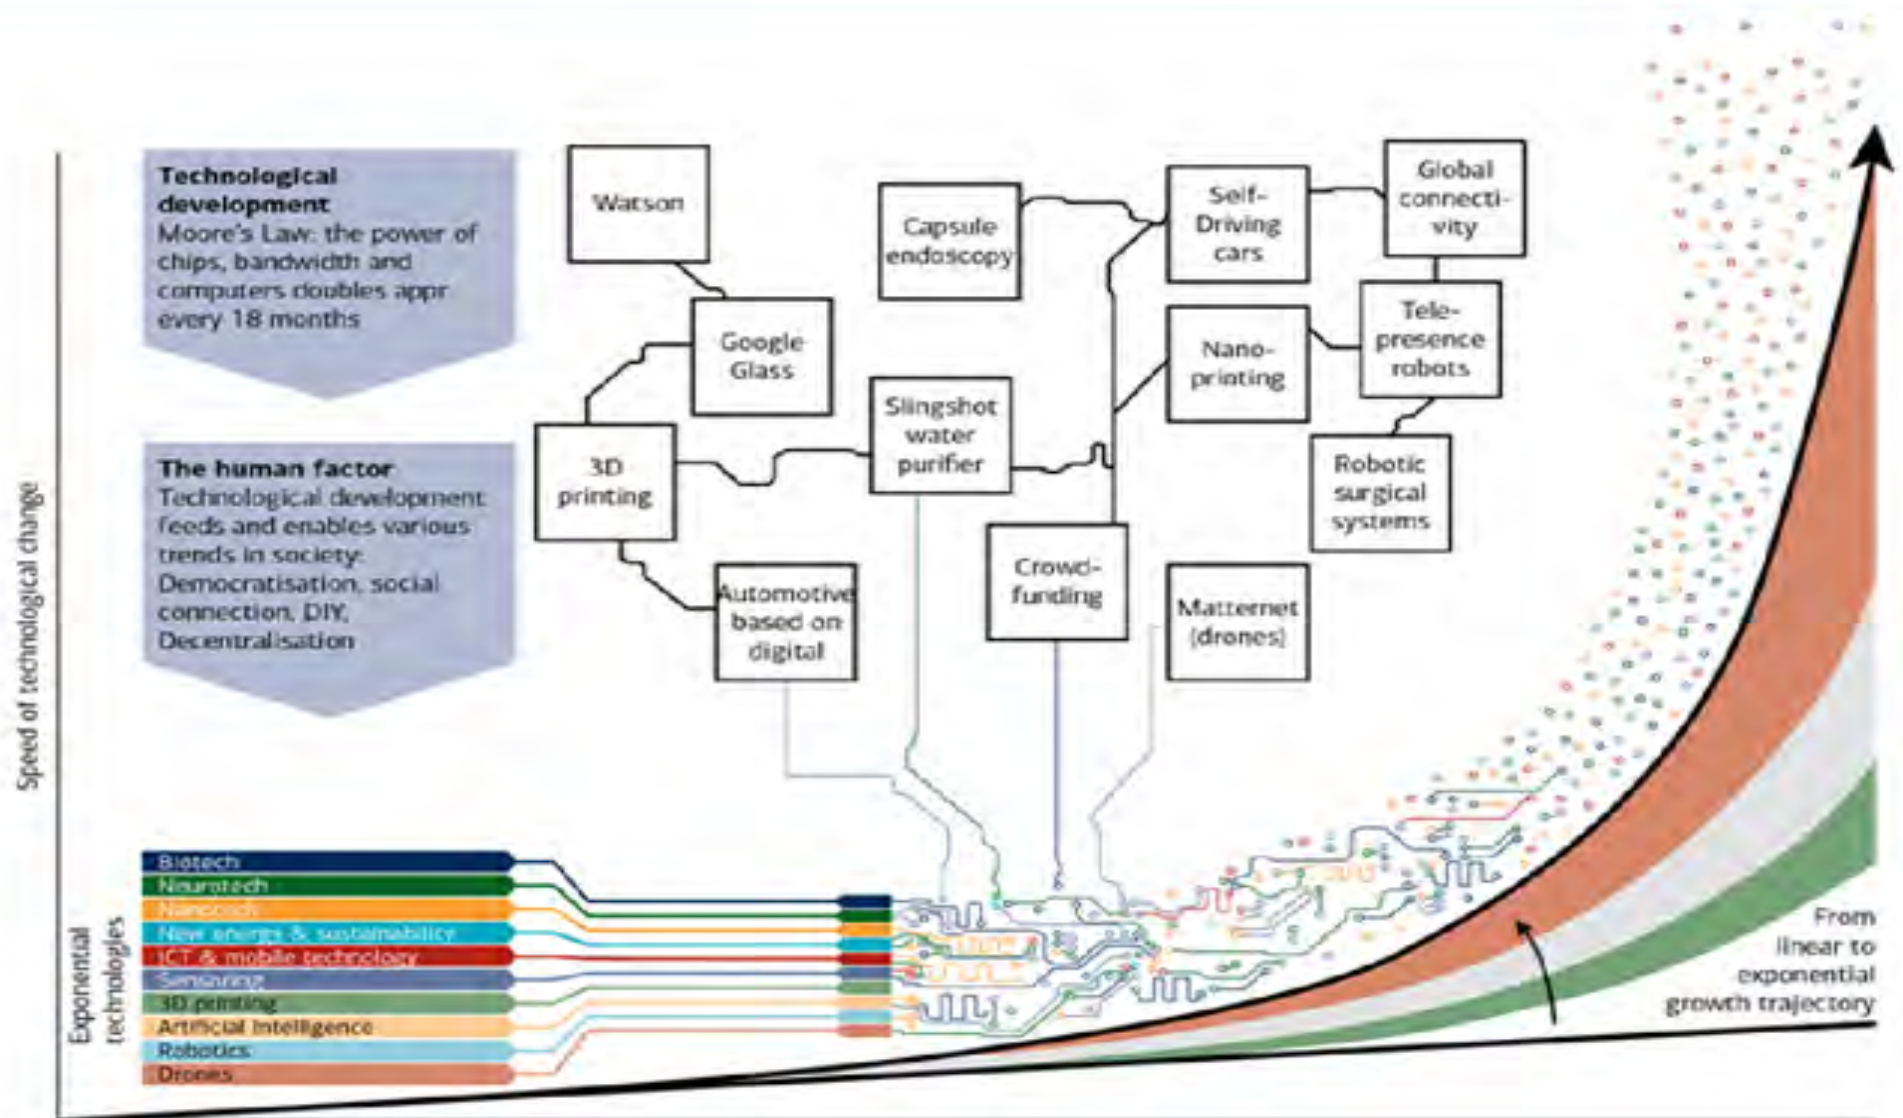 Technological
development
Moore's Law: the power of
chips, bandwidth and
computers doubles appr
every 18 months
The human factor
Technological development
feeds and enables various
trends in society:
Democratisation, social
connection, DIY,
Decentralisation
Watson
Google
Glass
3D
printing
Automotive
based on
digital
Capsule
endoscopy
Slingshot
water
purifier
Crowd-
funding
Self-
Driving
cars
Nano-
printing
Matternet
(drones)
Global
connecti-
vity
Tele-
presence
robots
Robotic
surgical
systems
Speed of technological change
Exponential
technologies
Biotech
Neurotech
Nanotech
New energy & sustainability
ICT & mobile technology
Sensoring
3D printing
Artificial Intelligence
Robotics
Drones
From
linear to
exponential
growth trajectory